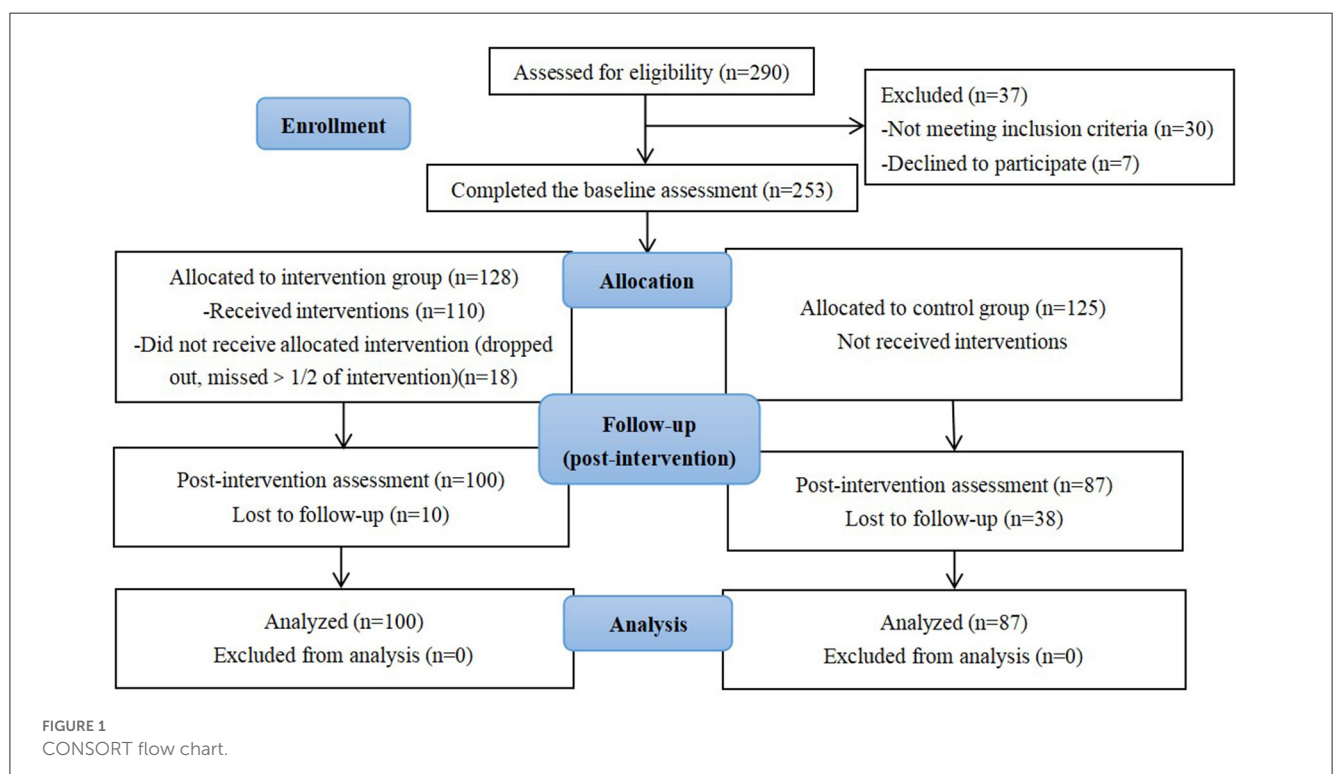 Assessed for eligibility (n=290)
Excluded (n=37)
-Not meeting inclusion criteria (n=30)
-Declined to participate (n=7)
Enrollment
Completed the baseline assessment (n=253)
Allocated to intervention group (n=128)
-Received interventions (n=110)
-Did not receive allocated intervention (dropped
out, missed > 1/2 of intervention)(n=18)
Allocation
Allocated to control group (n=125)
Not received interventions
Follow-up
(post-intervention)
Post-intervention assessment (n=100)
Lost to follow-up (n=10)
Post-intervention assessment (n=87)
Lost to follow-up (n=38)
Analyzed (n=100)
Excluded from analysis (n=0)
Analysis
Analyzed (n=87)
Excluded from analysis (n=0)
FIGURE 1
CONSORT flow chart.